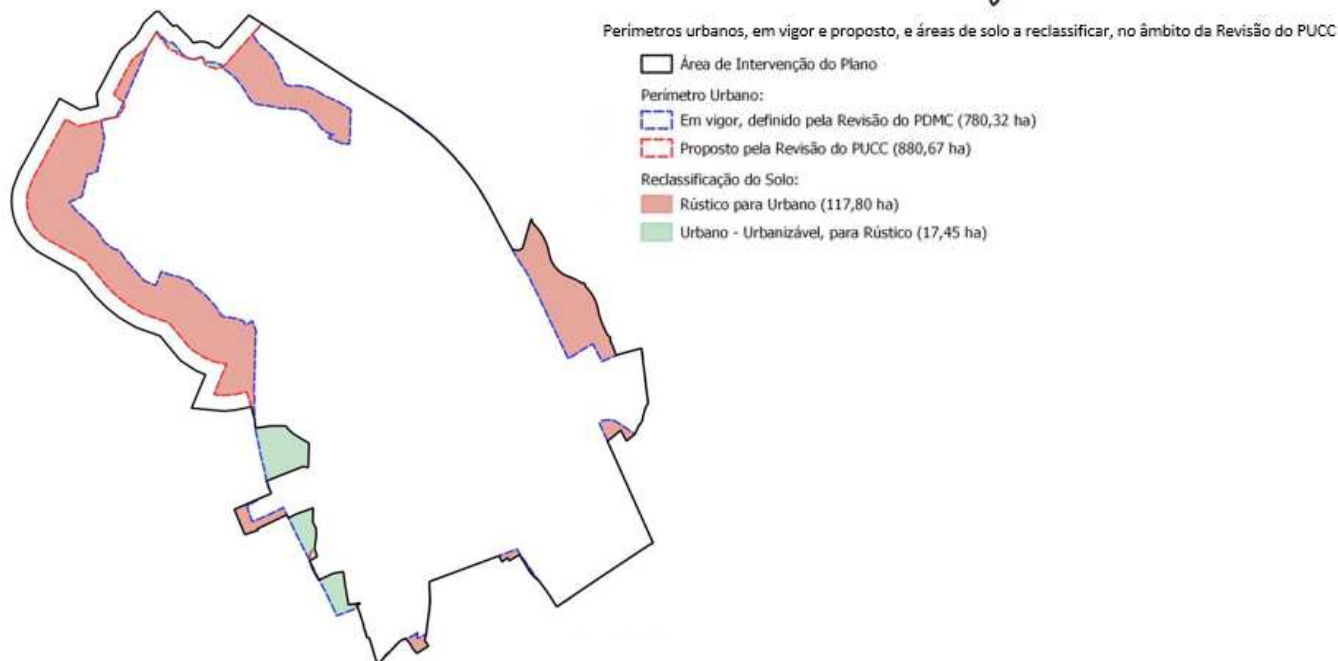 Perímetros urbanos, em vigor e proposto, e áreas de solo a reclassificar, no âmbito da Revisão do PUCC
Área de Intervenção do Plano
Perímetro Urbano:
Em vigor, definido pela Revisão do PDMC (780,32 ha)
Proposto pela Revisão do PUCC (880,67 ha)
Reclassificação do Solo:
Rústico para Urbano (117,80 ha)
Urbano - Urbanizável, para Rústico (17,45 ha)